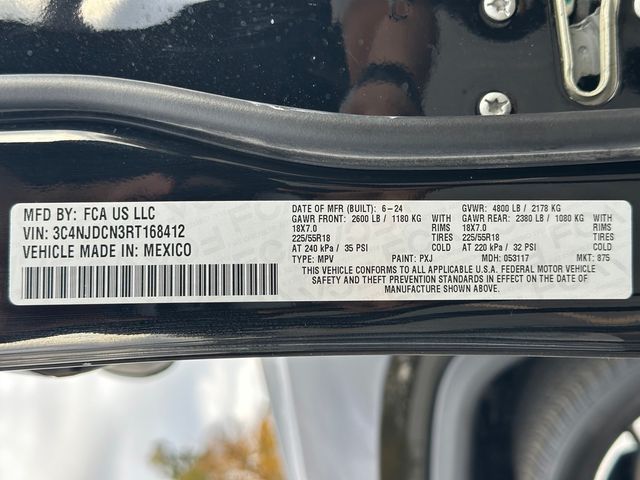 MFD BY: FCA US LLC
VIN: 3C4NJDCN3RT168412
VEHICLE MADE IN: MEXICO
DATE OF MFR (BUILT): 6-24 GVWR: 4800 LB / 2178 KG
GAWR FRONT: 2600 LB / 1180 KG WITH GAWR REAR: 2380 LB / 1080 KG WITH
18X7.0 RIMS 18X7.0 RIMS
225/55R18 TIRES 225/55R18 TIRES
AT 240 kPa / 35 PSI COLD AT 220 kPa / 32 PSI COLD
TYPE: MPV PAINT: PXJ MDH: 053117 MKT: 875
THIS VEHICLE CONFORMS TO ALL APPLICABLE U.S.A. FEDERAL MOTOR VEHICLE
SAFETY AND THEFT PREVENTION STANDARDS IN EFFECT ON THE DATE OF
MANUFACTURE SHOWN ABOVE.